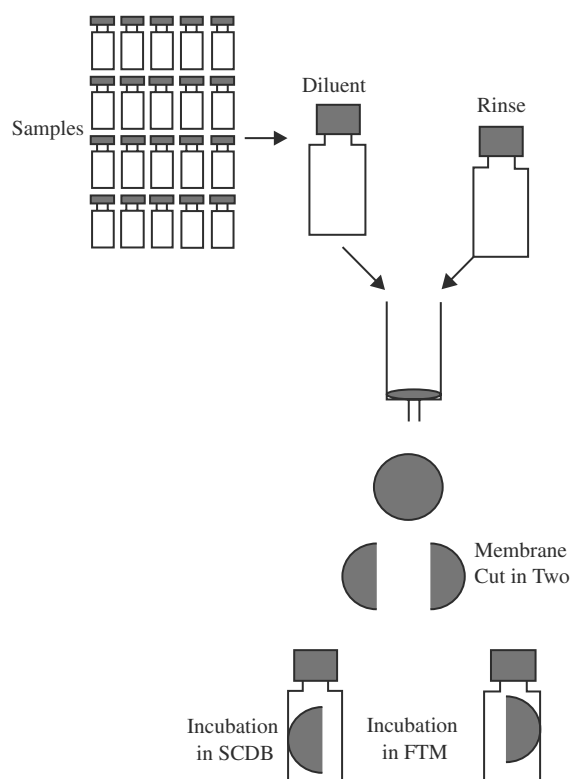 Diluent
Rinse
Samples
Membrane
Cut in Two
Incubation
in SCDB
Incubation
in FTM